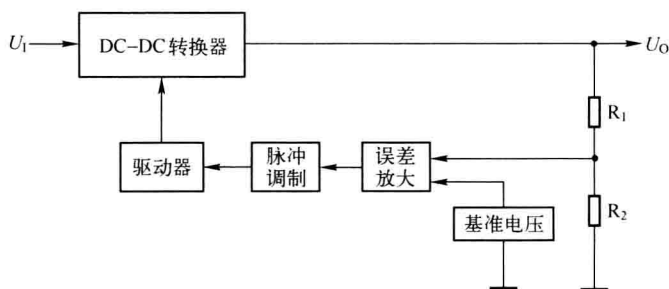 U_I
DC-DC转换器
U_O
R_1
驱动器
脉冲
调制
误差
放大
R_2
基准电压